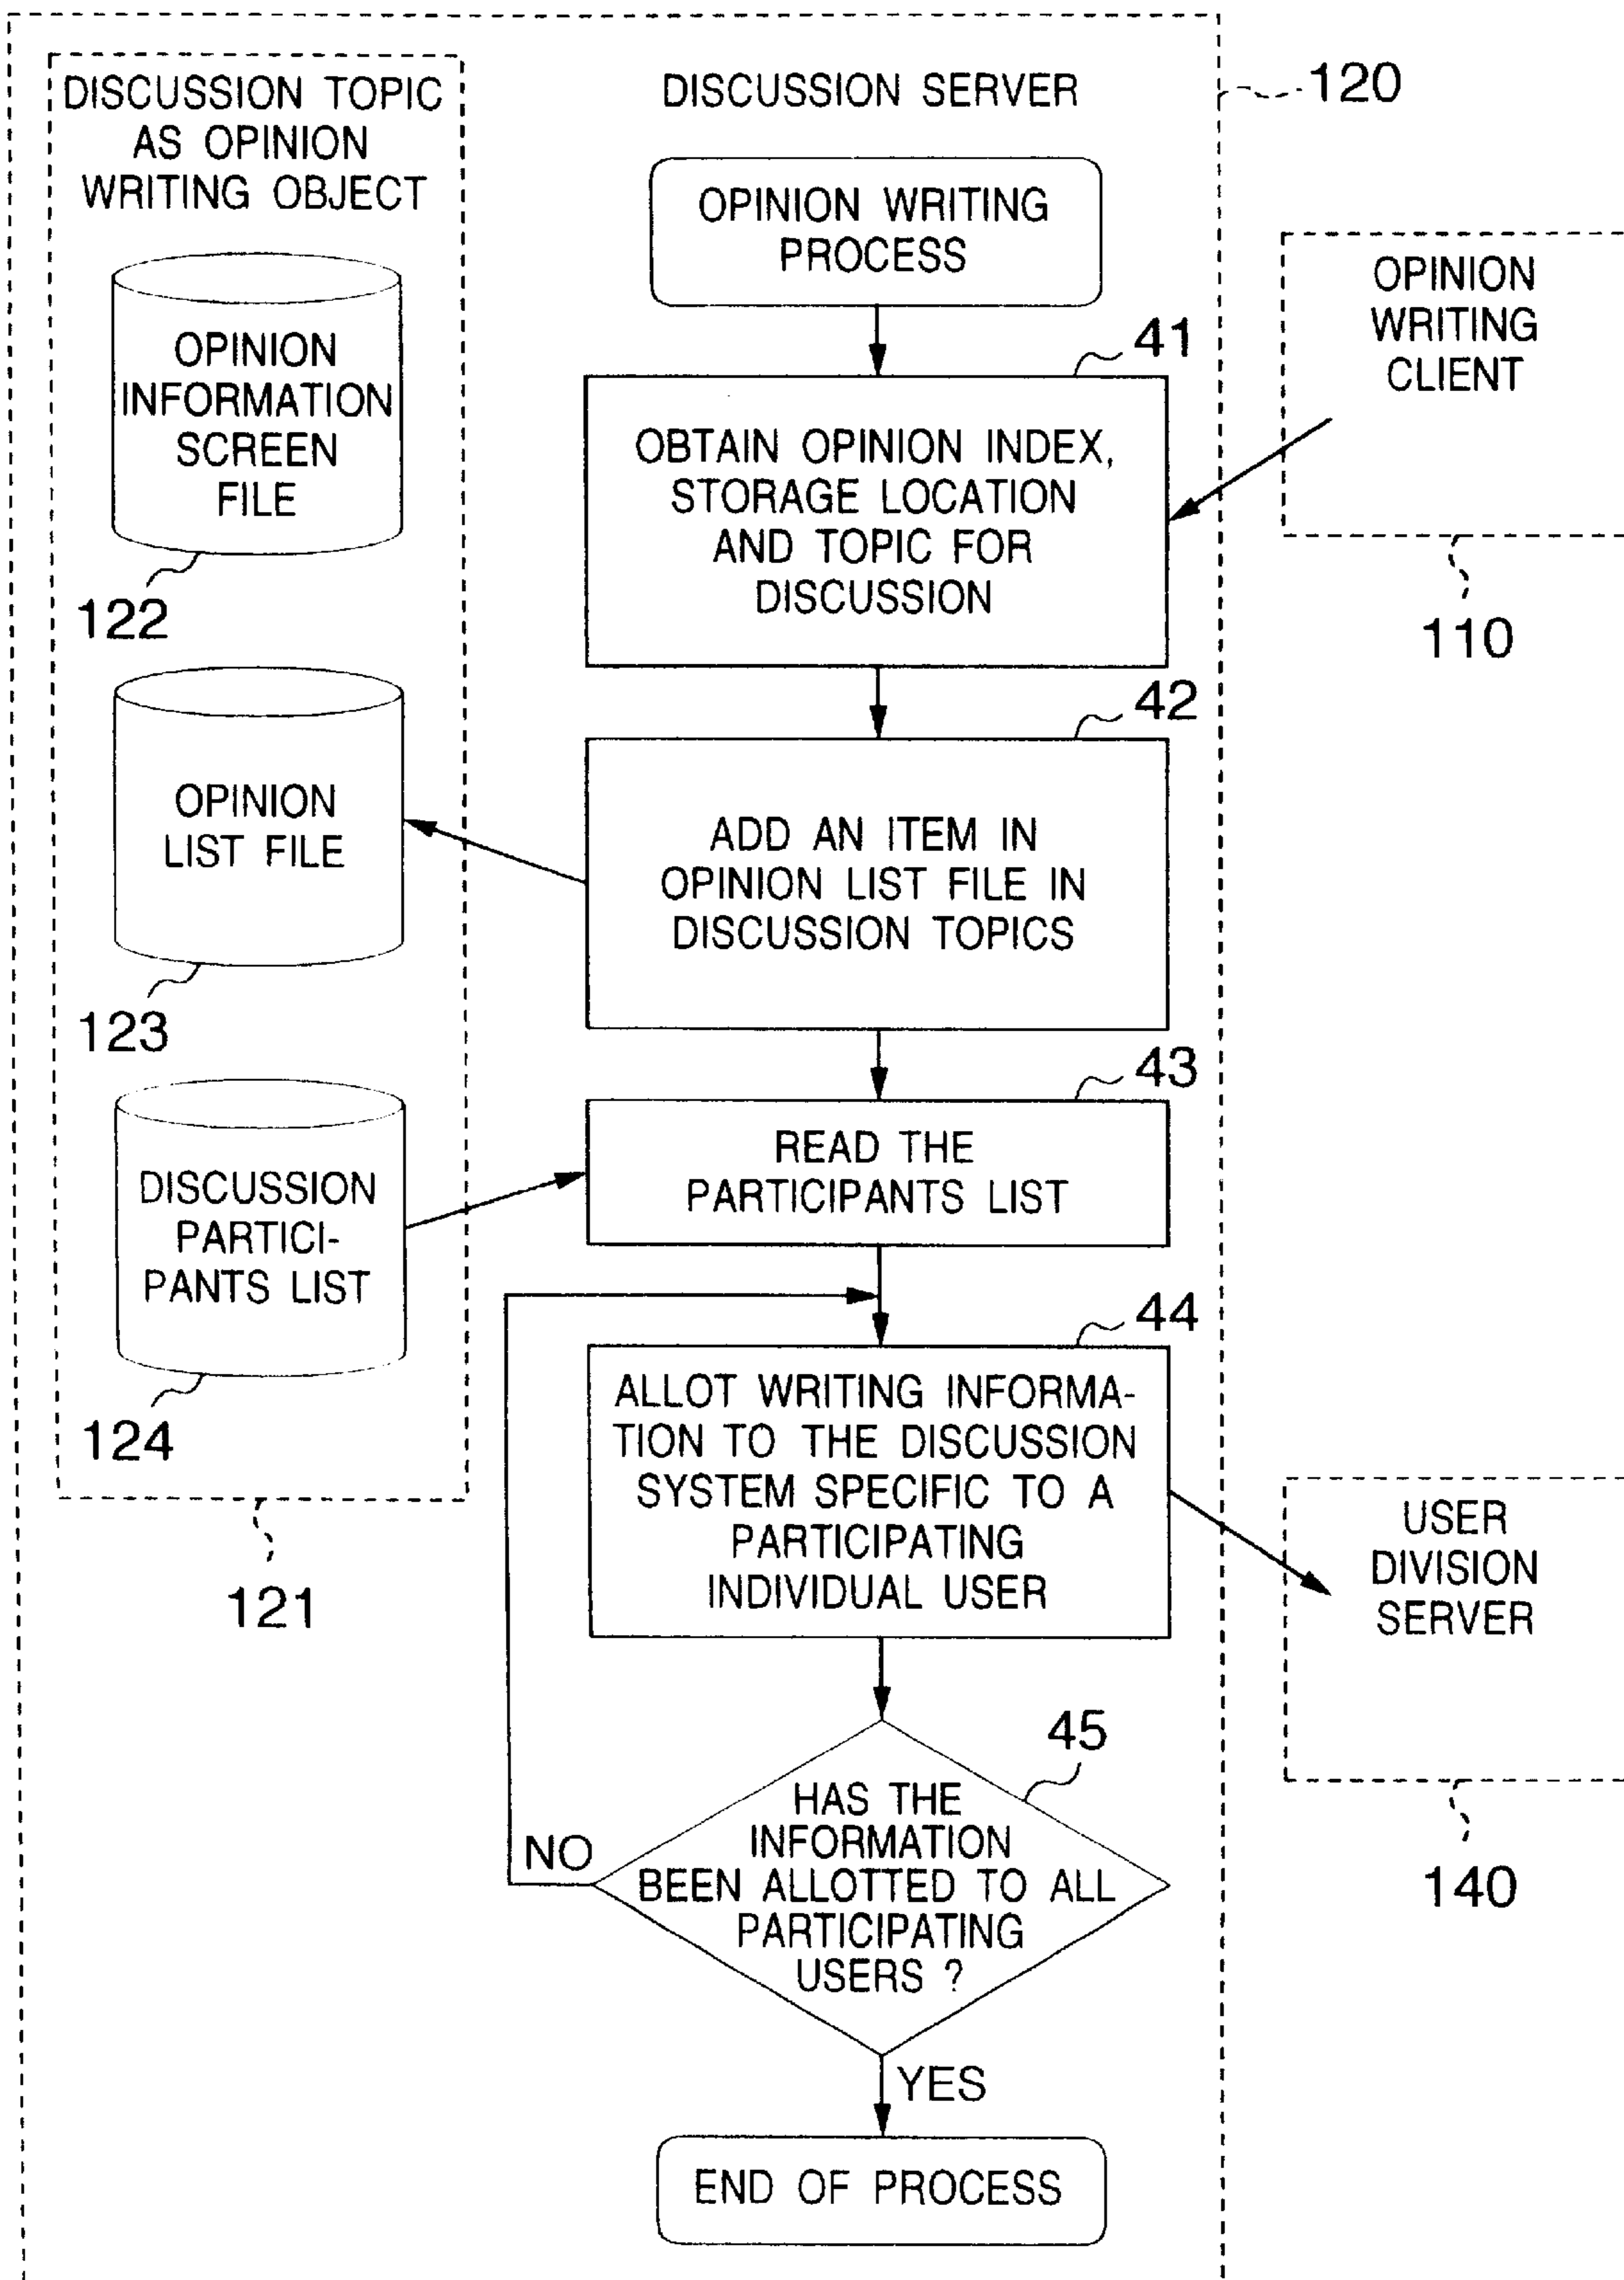 DISCUSSION TOPIC
AS OPINION
WRITING OBJECT
OPINION
INFORMATION
SCREEN
FILE
122
OPINION
LIST FILE
123
DISCUSSION
PARTICI-
PANTS LIST
124
121
DISCUSSION SERVER
120
OPINION WRITING
PROCESS
41
OBTAIN OPINION INDEX,
STORAGE LOCATION
AND TOPIC FOR
DISCUSSION
42
ADD AN ITEM IN
OPINION LIST FILE IN
DISCUSSION TOPICS
43
READ THE
PARTICIPANTS LIST
44
ALLOT WRITING INFORMA-
TION TO THE DISCUSSION
SYSTEM SPECIFIC TO A
PARTICIPATING
INDIVIDUAL USER
45
HAS THE
INFORMATION
BEEN ALLOTTED TO ALL
PARTICIPATING
USERS ?
NO
YES
END OF PROCESS
OPINION
WRITING
CLIENT
110
USER
DIVISION
SERVER
140